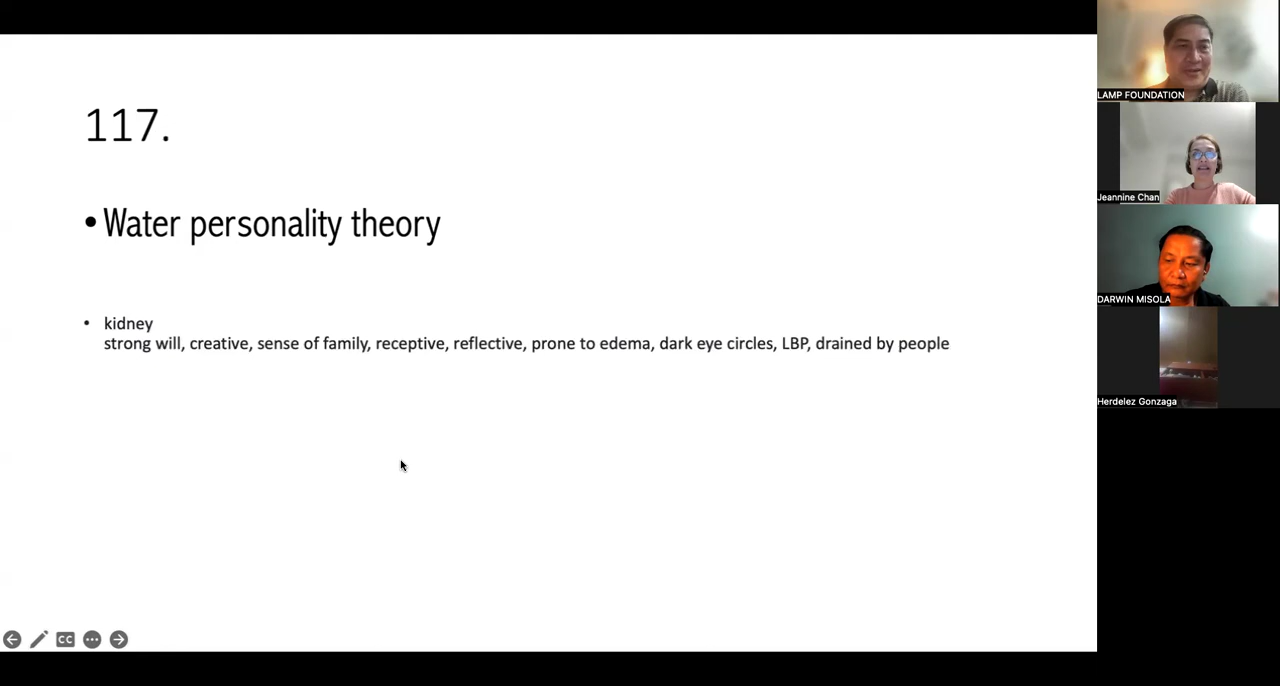 117.
• Water personality theory
• kidney
strong will, creative, sense of family, receptive, reflective, prone to edema, dark eye circles, LBP, drained by people
CC
LAMP FOUNDATION
Jeannine Chan
DARWIN MISOLA
Herdelez Gonzaga